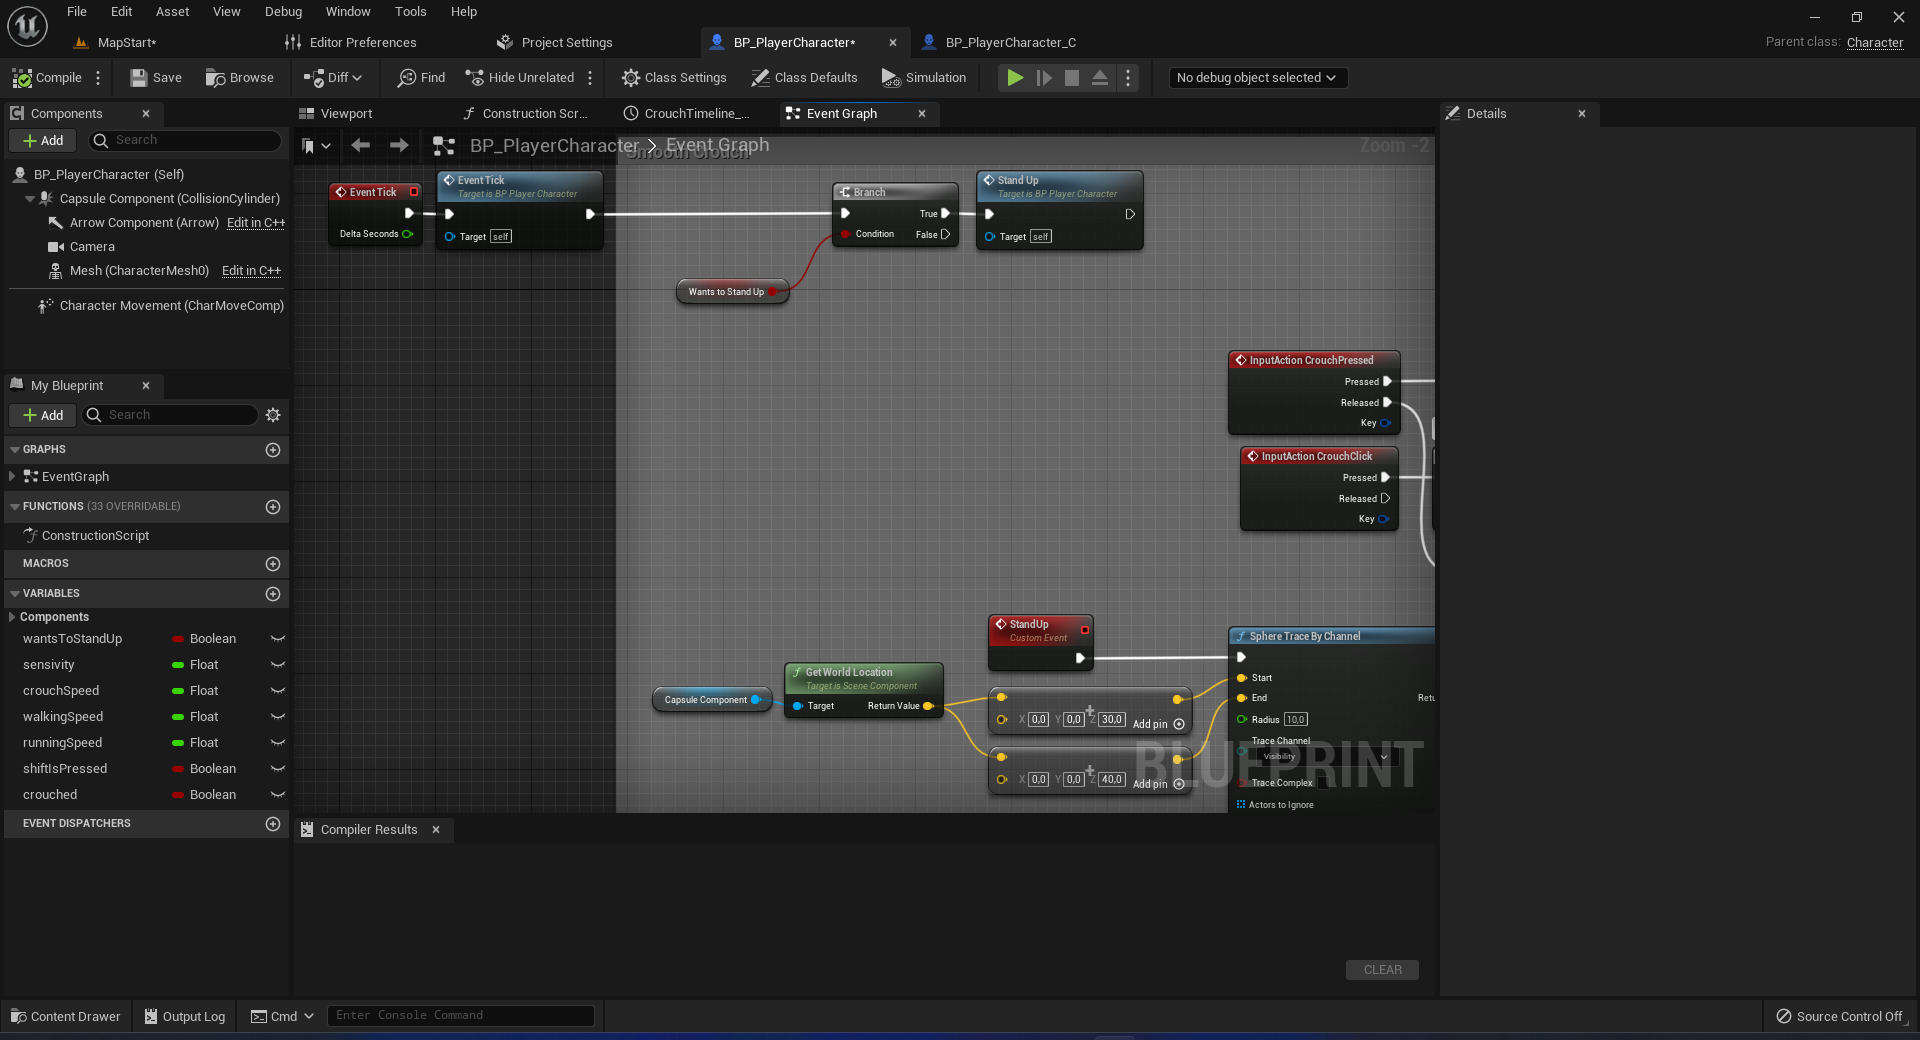 File Edit Asset View Debug Window Tools Help
MapStart*
Editor Preferences
Project Settings
BP_PlayerCharacter*
BP_PlayerCharacter_C
Parent class: Character
Compile
Save
Browse
Diff
Find
Hide Unrelated
Class Settings
Class Defaults
Simulation
No debug object selected
Components
Viewport
Construction Scr...
CrouchTimeline_...
Event Graph
Details
Add
Search
BP_PlayerCharacter > Event Graph
Smooth Crouch
Zoom -2
BP_PlayerCharacter (Self)
Capsule Component (CollisionCylinder)
Arrow Component (Arrow) Edit in C++
Camera
Mesh (CharacterMesh0) Edit in C++
Character Movement (CharMoveComp)
My Blueprint
Add
Search
GRAPHS
EventGraph
FUNCTIONS (33 OVERRIDABLE)
ConstructionScript
MACROS
VARIABLES
Components
wantsToStandUp Boolean
sensivity Float
crouchSpeed Float
walkingSpeed Float
runningSpeed Float
shiftIsPressed Boolean
crouched Boolean
EVENT DISPATCHERS
Event Tick
Delta Seconds
Event Tick
Target is BP Player Character
Target self
Branch
True
Condition False
Stand Up
Target is BP Player Character
Target self
Wants to Stand Up
InputAction CrouchPressed
Pressed
Released
Key
InputAction CrouchClick
Pressed
Released
Key
StandUp
Custom Event
Capsule Component
Get World Location
Target is Scene Component
Target Return Value
X 0,0 Y 0,0 Z 30,0 Add pin
X 0,0 Y 0,0 Z 40,0 Add pin
Sphere Trace By Channel
Start
End Retu
Radius 10,0
Trace Channel
Visibility
Trace Complex
Actors to Ignore
BLUEPRINT
Compiler Results
CLEAR
Content Drawer
Output Log
Cmd
Enter Console Command
Source Control Off